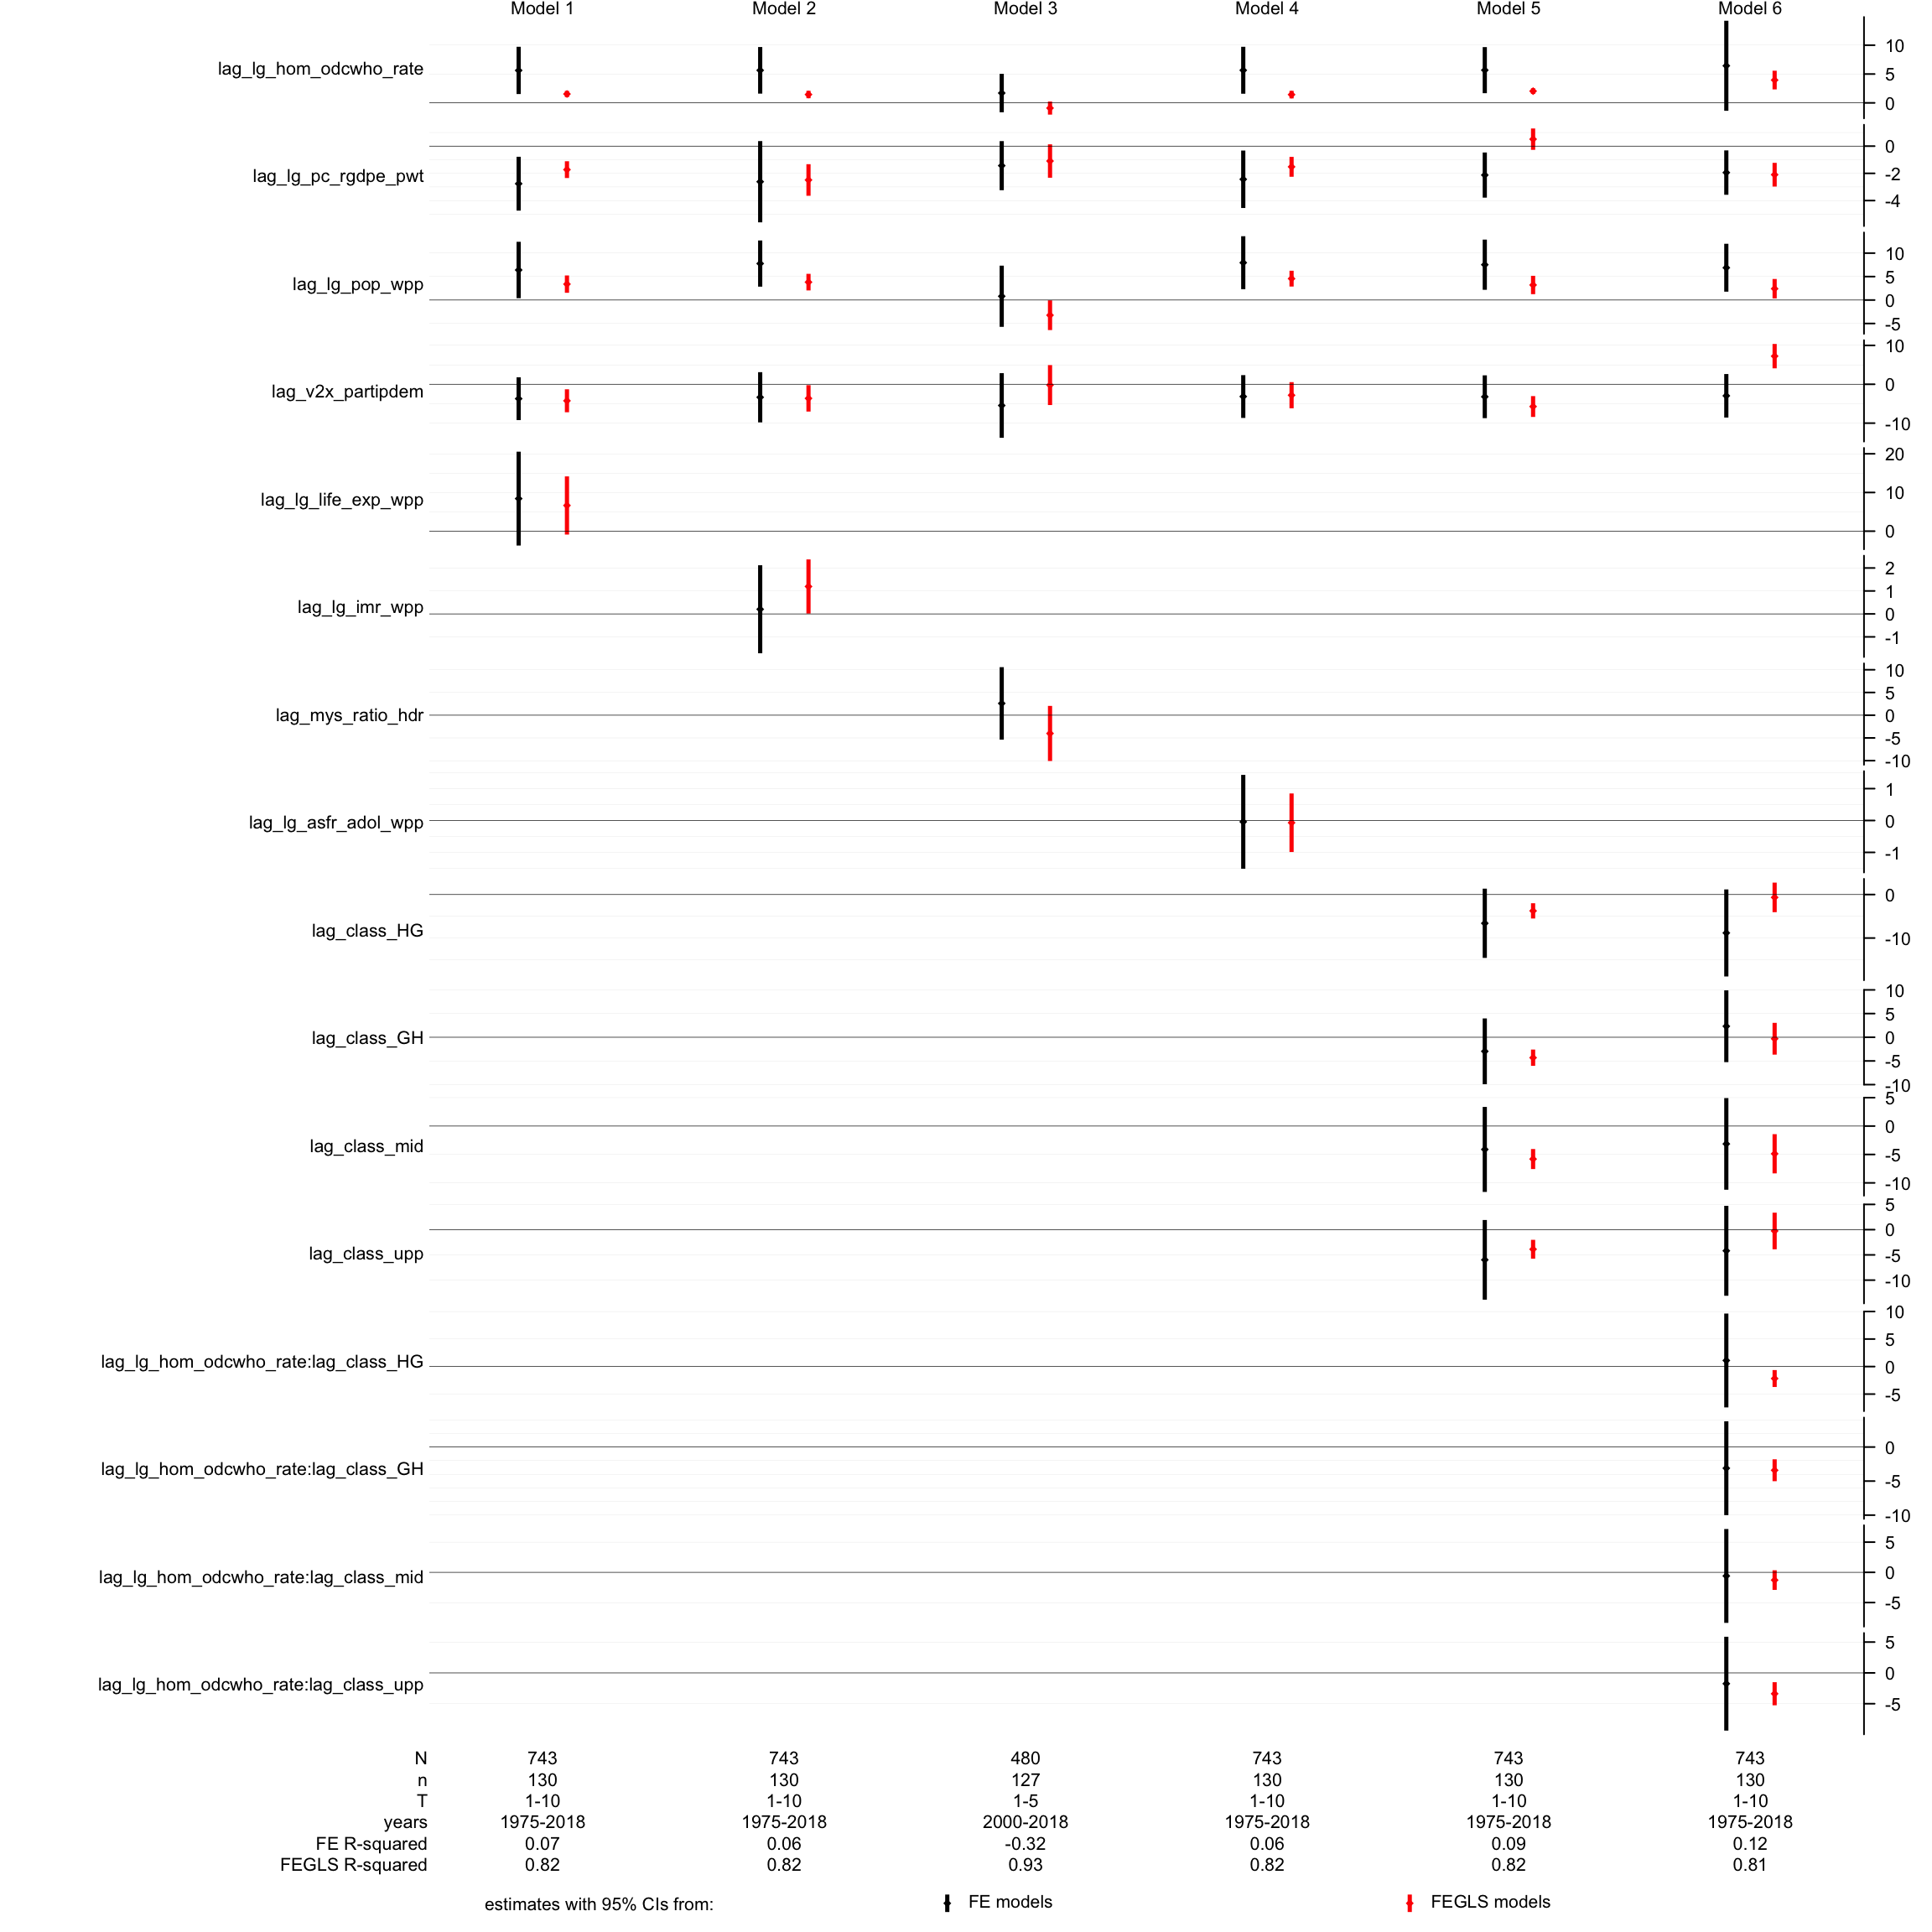 Model 1 Model 2 Model 3 Model 4 Model 5 Model 6
lag_lg_hom_odcwho_rate
10
5
0
lag_lg_pc_rgdpe_pwt
0
-2
-4
lag_lg_pop_wpp
10
5
0
-5
lag_v2x_partipdem
10
0
-10
lag_lg_life_exp_wpp
20
10
0
lag_lg_imr_wpp
2
1
0
-1
lag_mys_ratio_hdr
10
5
0
-5
-10
lag_lg_asfr_adol_wpp
1
0
-1
lag_class_HG
0
-10
lag_class_GH
10
5
0
-5
-10
lag_class_mid
5
0
-5
-10
lag_class_upp
5
0
-5
-10
lag_lg_hom_odcwho_rate:lag_class_HG
10
5
0
-5
lag_lg_hom_odcwho_rate:lag_class_GH
0
-5
-10
lag_lg_hom_odcwho_rate:lag_class_mid
5
0
-5
lag_lg_hom_odcwho_rate:lag_class_upp
5
0
-5
N 743 743 480 743 743 743
n 130 130 127 130 130 130
T 1-10 1-10 1-5 1-10 1-10 1-10
years 1975-2018 1975-2018 2000-2018 1975-2018 1975-2018 1975-2018
FE R-squared 0.07 0.06 -0.32 0.06 0.09 0.12
FEGLS R-squared 0.82 0.82 0.93 0.82 0.82 0.81
estimates with 95% CIs from: FE models FEGLS models